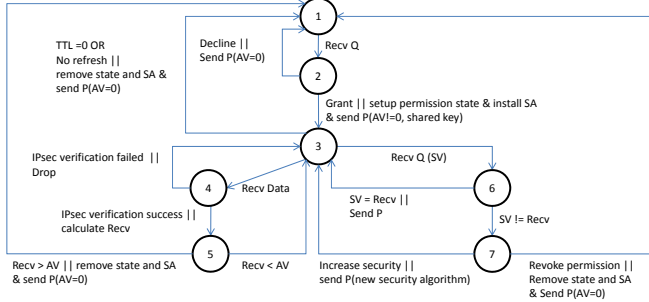 1
TTL =0 OR
No refresh ||
remove state and SA &
send P(AV=0)
Decline ||
Send P(AV=0)
Recv Q
2
Grant || setup permission state & install SA
& send P(AV!=0, shared key)
3
IPsec verification failed ||
Drop
Recv Q (SV)
4
Recv Data
6
SV = Recv ||
Send P
IPsec verification success ||
calculate Recv
SV != Recv
5
7
Recv > AV || remove state and SA
& send P(AV=0)
Recv < AV
Increase security ||
send P(new security algorithm)
Revoke permission ||
Remove state and SA
& Send P(AV=0)